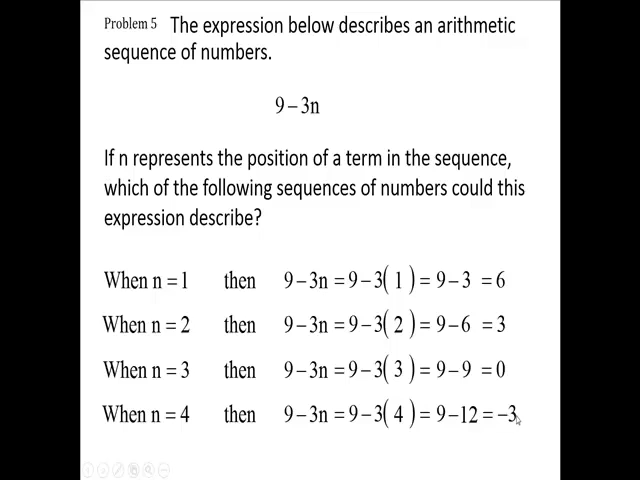 Problem 5 The expression below describes an arithmetic
sequence of numbers.
9 – 3n
If n represents the position of a term in the sequence,
which of the following sequences of numbers could this
expression describe?
When n = 1 then 9 – 3n = 9 – 3( 1 ) = 9 – 3 = 6
When n = 2 then 9 – 3n = 9 – 3( 2 ) = 9 – 6 = 3
When n = 3 then 9 – 3n = 9 – 3( 3 ) = 9 – 9 = 0
When n = 4 then 9 – 3n = 9 – 3( 4 ) = 9 – 12 = –3